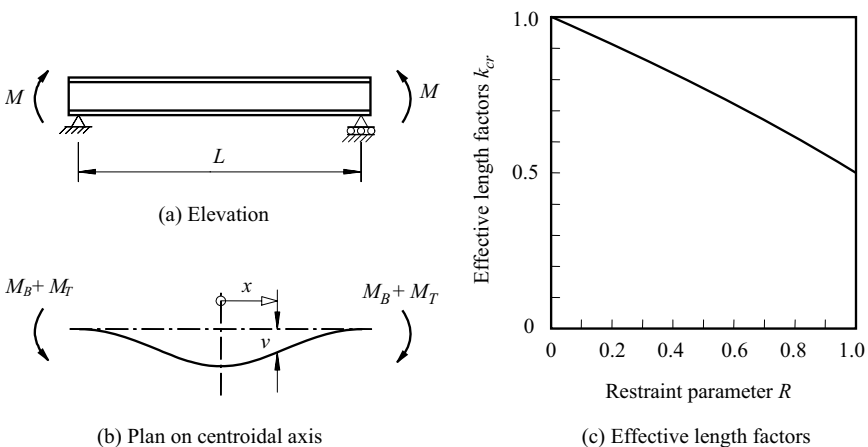 M
M
L
(a) Elevation
M_B + M_T
x
M_B + M_T
v
(b) Plan on centroidal axis
Effective length factors k_cr
1.0
0.5
0
0 0.2 0.4 0.6 0.8 1.0
Restraint parameter R
(c) Effective length factors